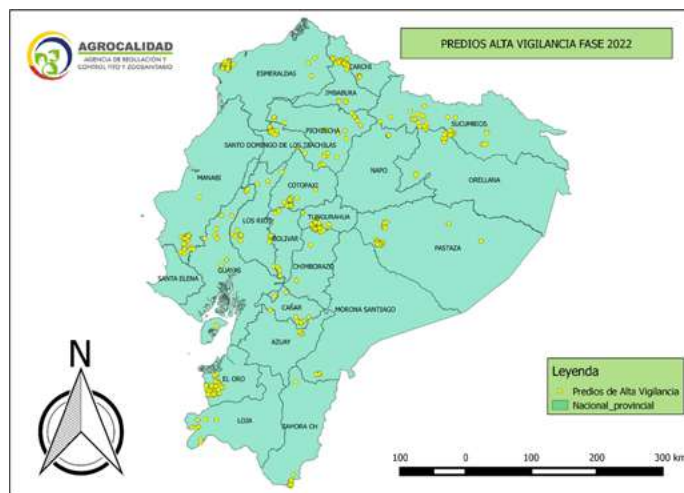 AGROCALIDAD
AGENCIA DE REGULACIÓN Y
CONTROL FITO Y ZOOSANITARIO
PREDIOS ALTA VIGILANCIA FASE 2022
ESMERALDAS
CARCHI
IMBABURA
SUCUMBIOS
PICHINCHA
SANTO DOMINGO DE LOS TSACHILAS
NAPO
ORELLANA
MANABI
COTOPAXI
TUNGURAHUA
LOS RIOS
BOLIVAR
PASTAZA
CHIMBORAZO
GUAYAS
SANTA ELENA
CAÑAR
MORONA SANTIAGO
AZUAY
EL ORO
LOJA
ZAMORA CH
N
Leyenda
Predios de Alta Vigilancia
Nacional_provincial
100 0 100 200 300 km